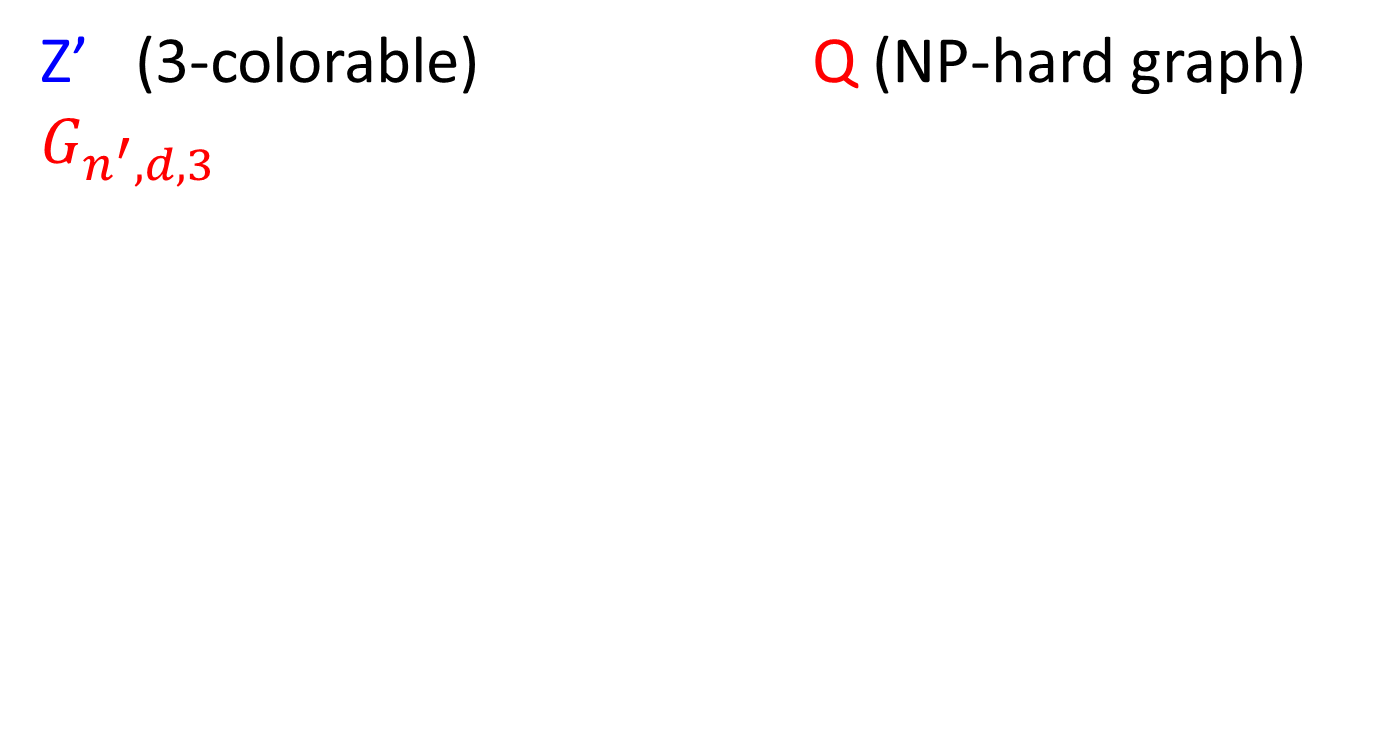 Z’ (3-colorable) Q (NP-hard graph)
G_{n′,d,3}